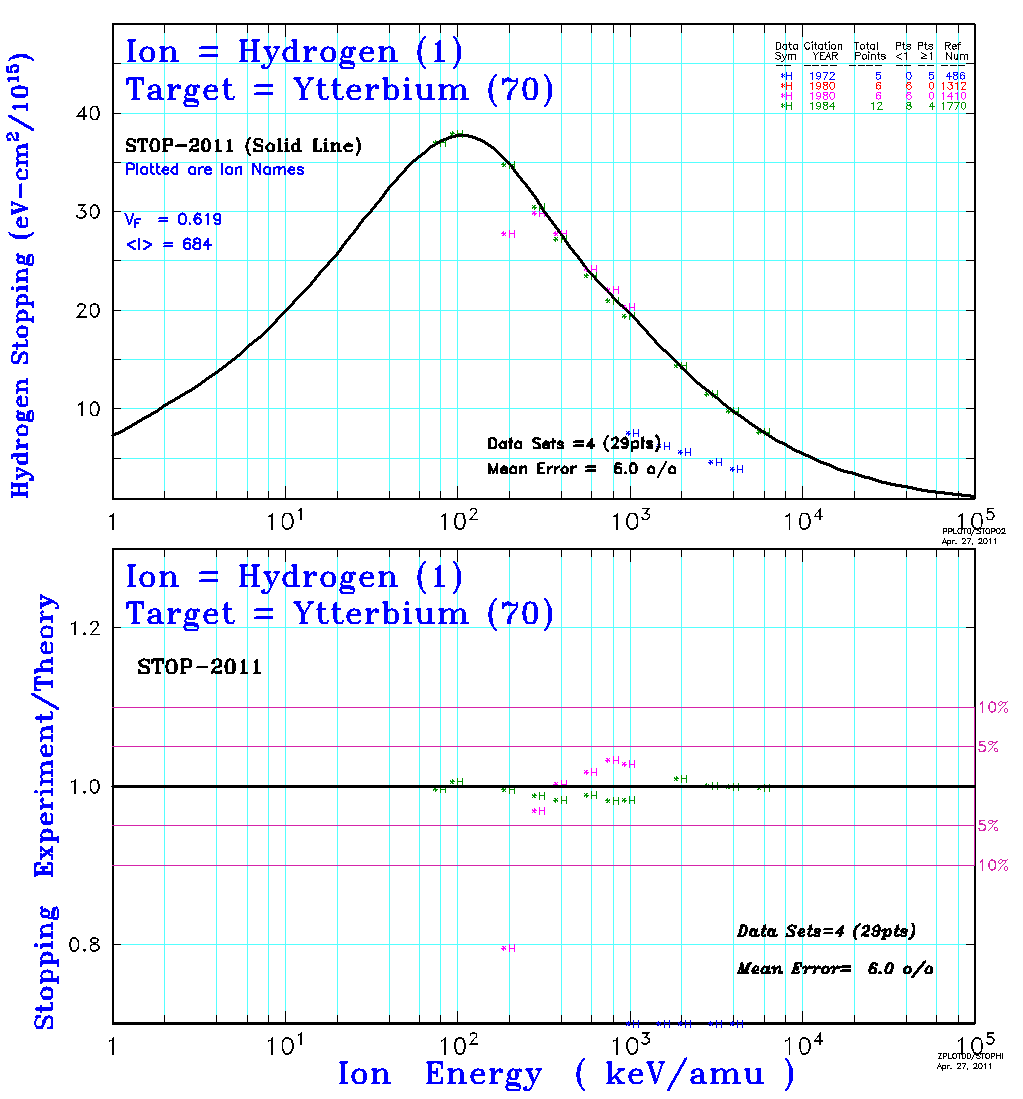 Ion = Hydrogen (1)
Target = Ytterbium (70)
STOP-2011 (Solid Line)
Plotted are Ion Names
VF = 0.619
<I> = 684
Data Citation Total Pts Pts Ref
Sym YEAR Points <1 ≥1 Num
*H 1972 5 0 5 486
*H 1980 6 6 0 1312
*H 1980 6 6 0 1410
*H 1984 12 8 4 1770
Hydrogen Stopping (eV-cm²/10¹⁵)
40
30
20
10
Data Sets =4 (29pts)
Mean Error = 6.0 o/o
1 10¹ 10² 10³ 10⁴ 10⁵
Apr. 27, 2011
Ion = Hydrogen (1)
Target = Ytterbium (70)
STOP-2011
Stopping Experiment/Theory
1.2
1.0
0.8
10%
5%
5%
10%
Data Sets=4 (29pts)
Mean Error= 6.0 o/o
1 10¹ 10² 10³ 10⁴ 10⁵
Ion Energy ( keV/amu )
Apr. 27, 2011